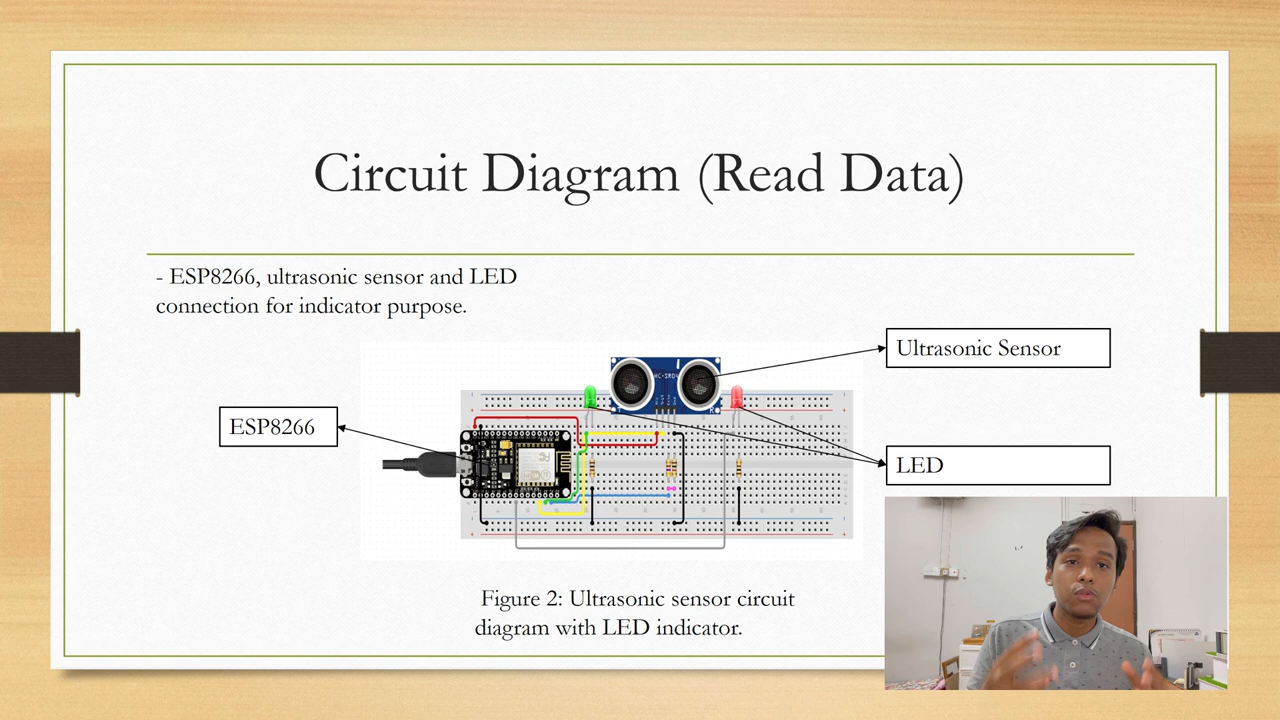 Circuit Diagram (Read Data)
- ESP8266, ultrasonic sensor and LED
connection for indicator purpose.
Ultrasonic Sensor
ESP8266
LED
Figure 2: Ultrasonic sensor circuit
diagram with LED indicator.